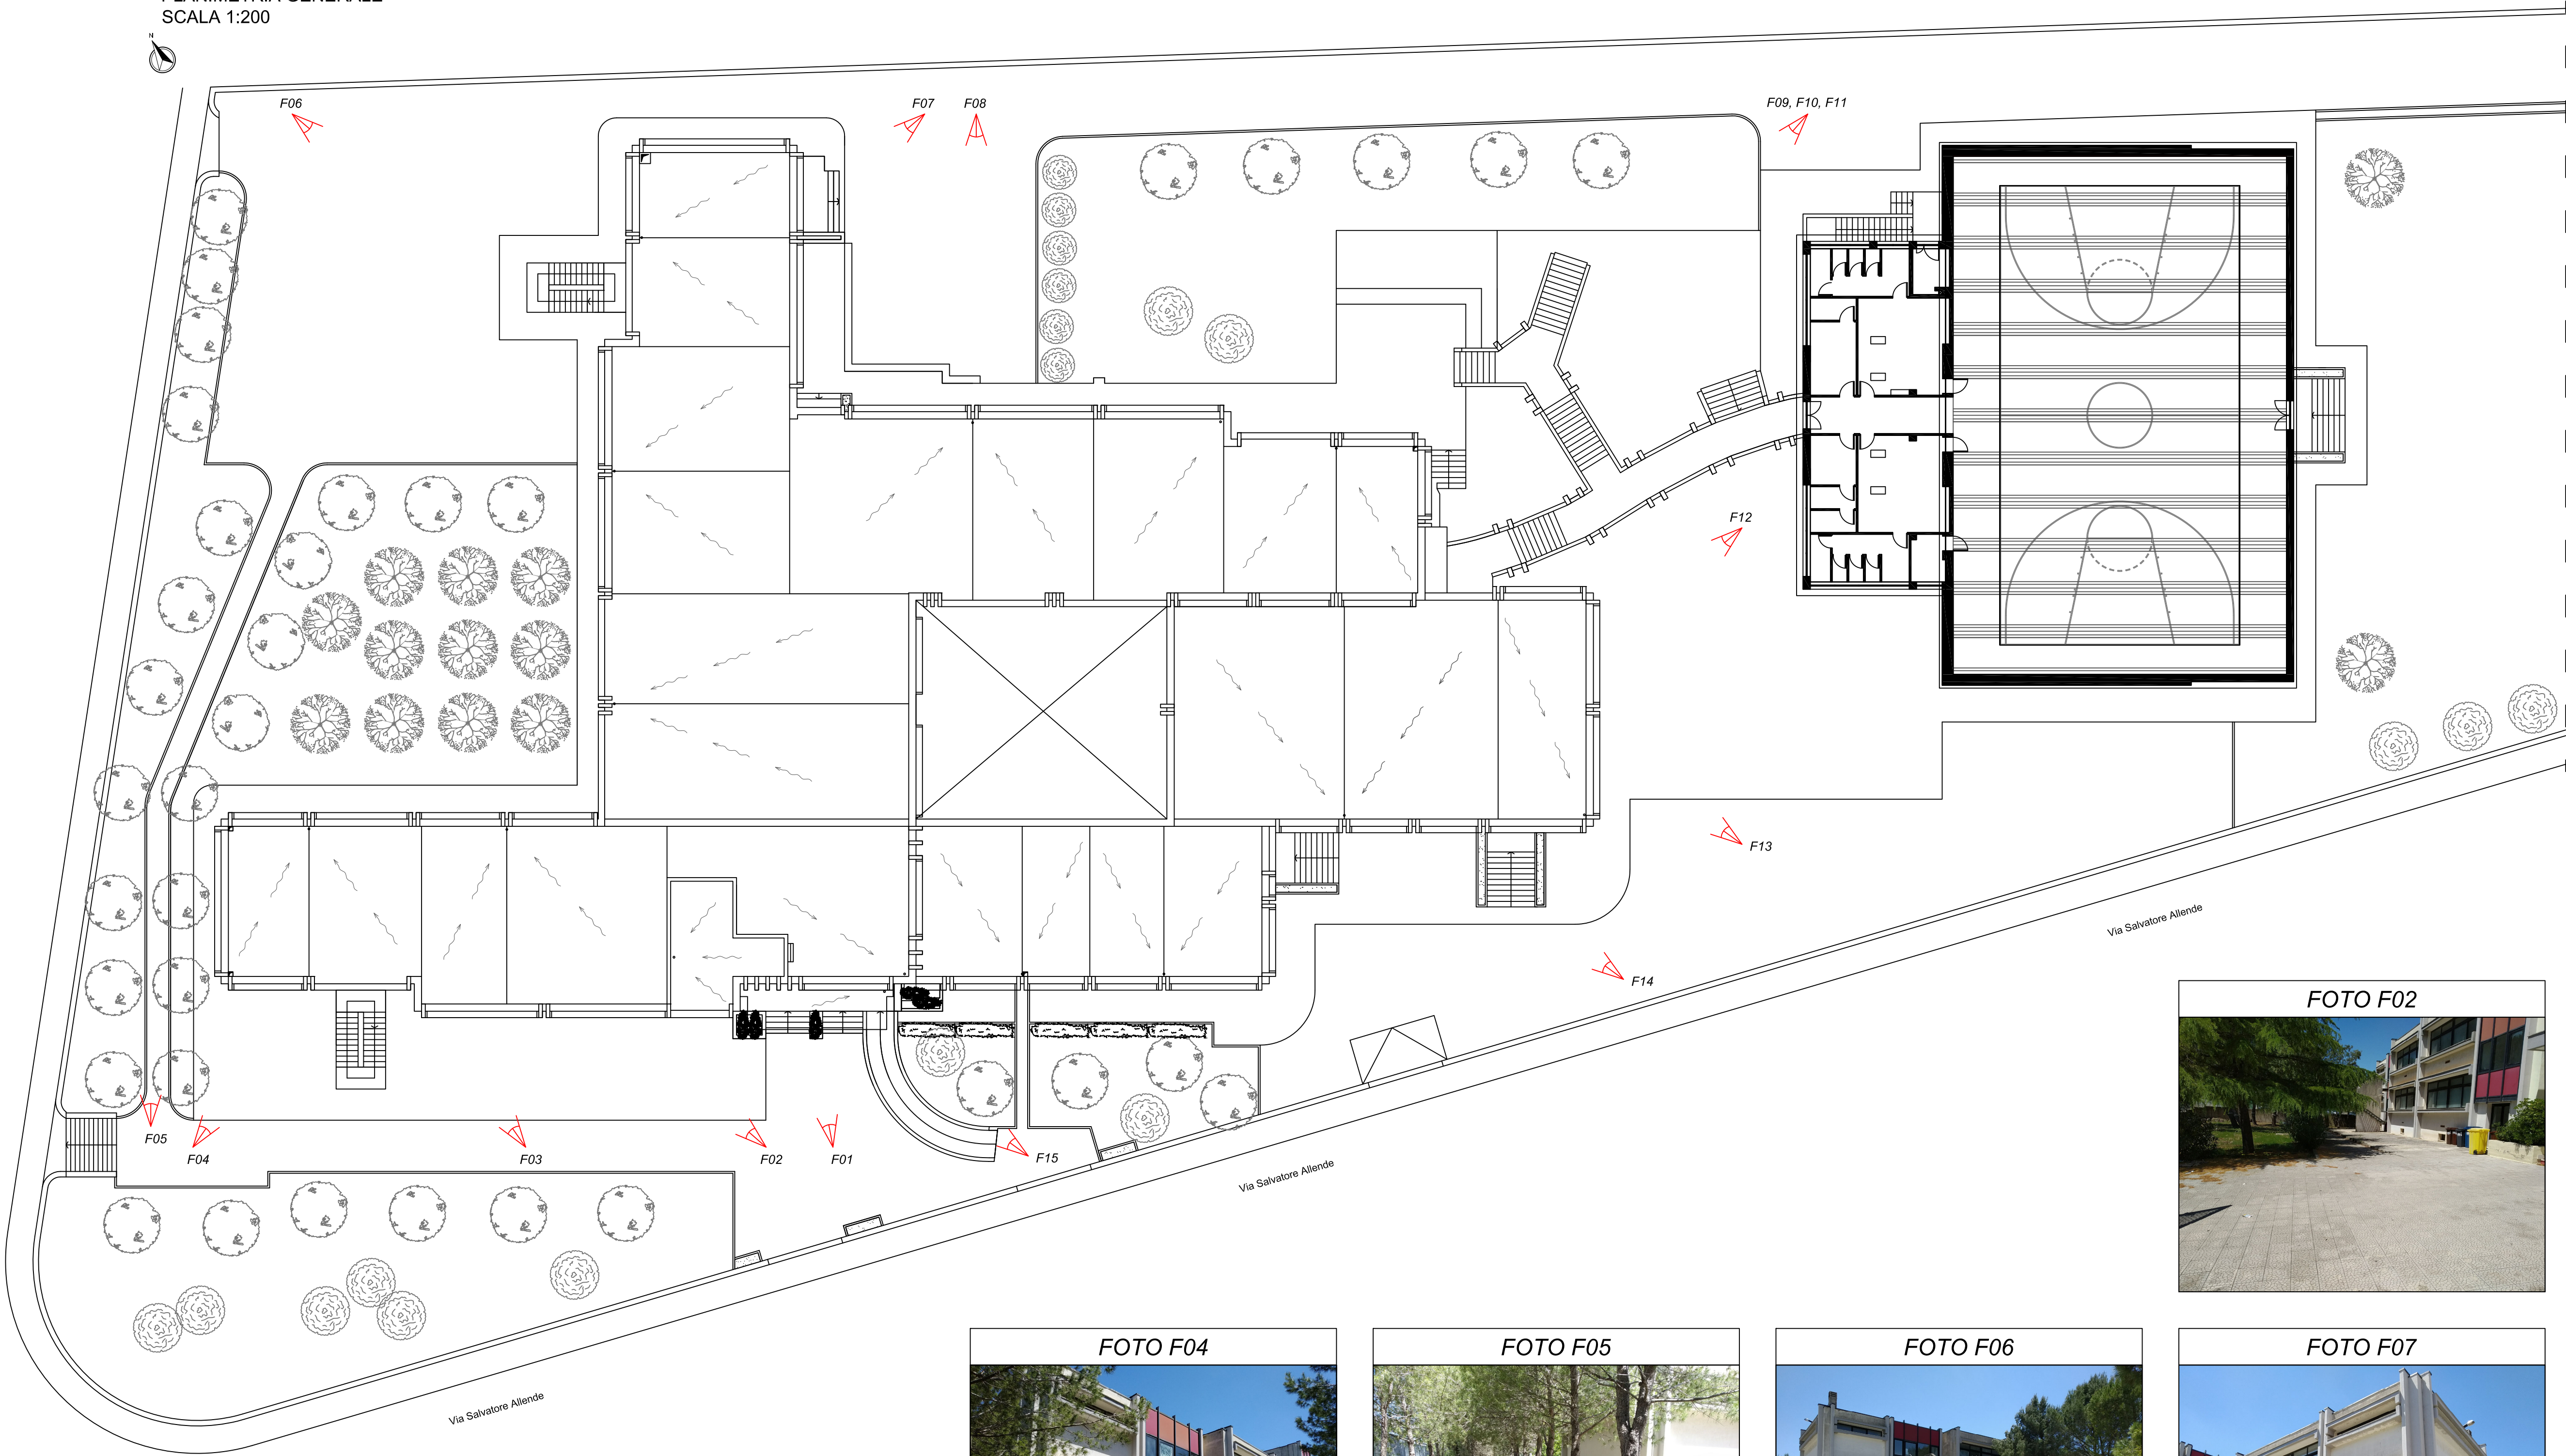 SCALA 1:200
N
F06
F07
F08
F09, F10, F11
F12
F13
F14
Via Salvatore Allende
FOTO F02
F05
F04
F03
F02
F01
F15
Via Salvatore Allende
FOTO F04
FOTO F05
FOTO F06
FOTO F07
Via Salvatore Allende